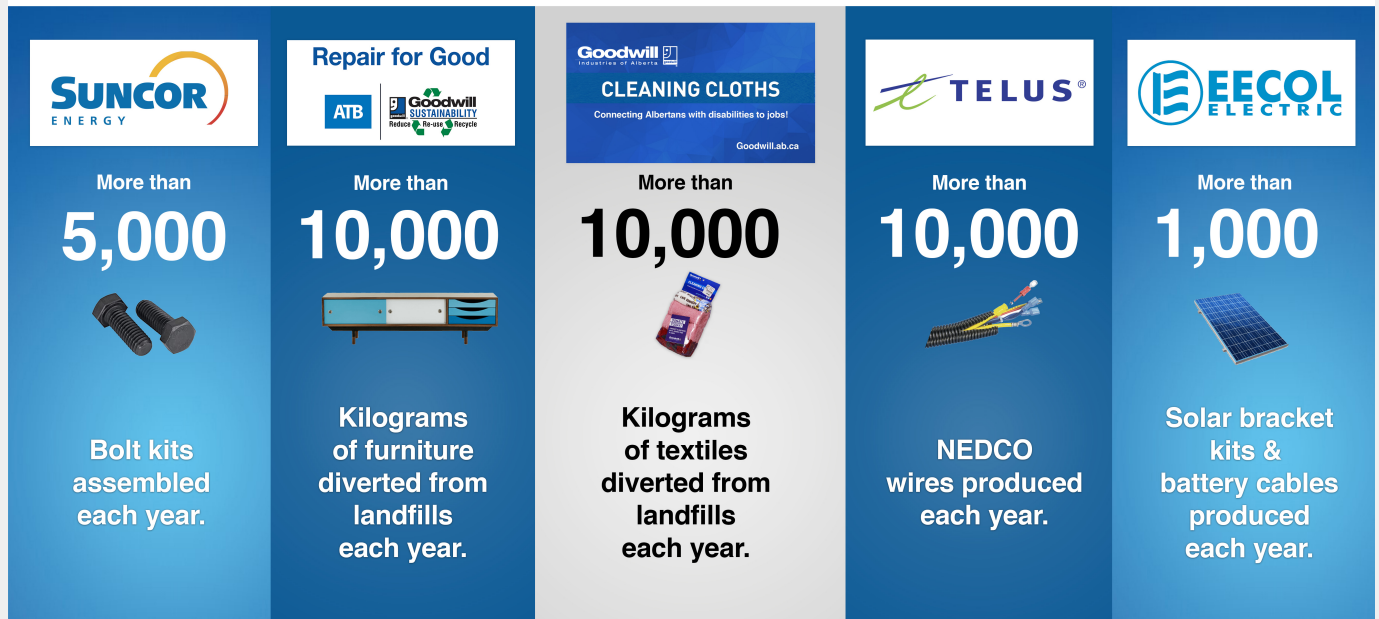 SUNCOR
ENERGY
More than
5,000
Bolt kits
assembled
each year.
Repair for Good
ATB
Goodwill
SUSTAINABILITY
Reduce Re-use Recycle
More than
10,000
Kilograms
of furniture
diverted from
landfills
each year.
Goodwill
Industries of Alberta
CLEANING CLOTHS
Connecting Albertans with disabilities to jobs!
Goodwill.ab.ca
More than
10,000
Kilograms
of textiles
diverted from
landfills
each year.
TELUS®
More than
10,000
NEDCO
wires produced
each year.
EECOL
ELECTRIC
More than
1,000
Solar bracket
kits &
battery cables
produced
each year.